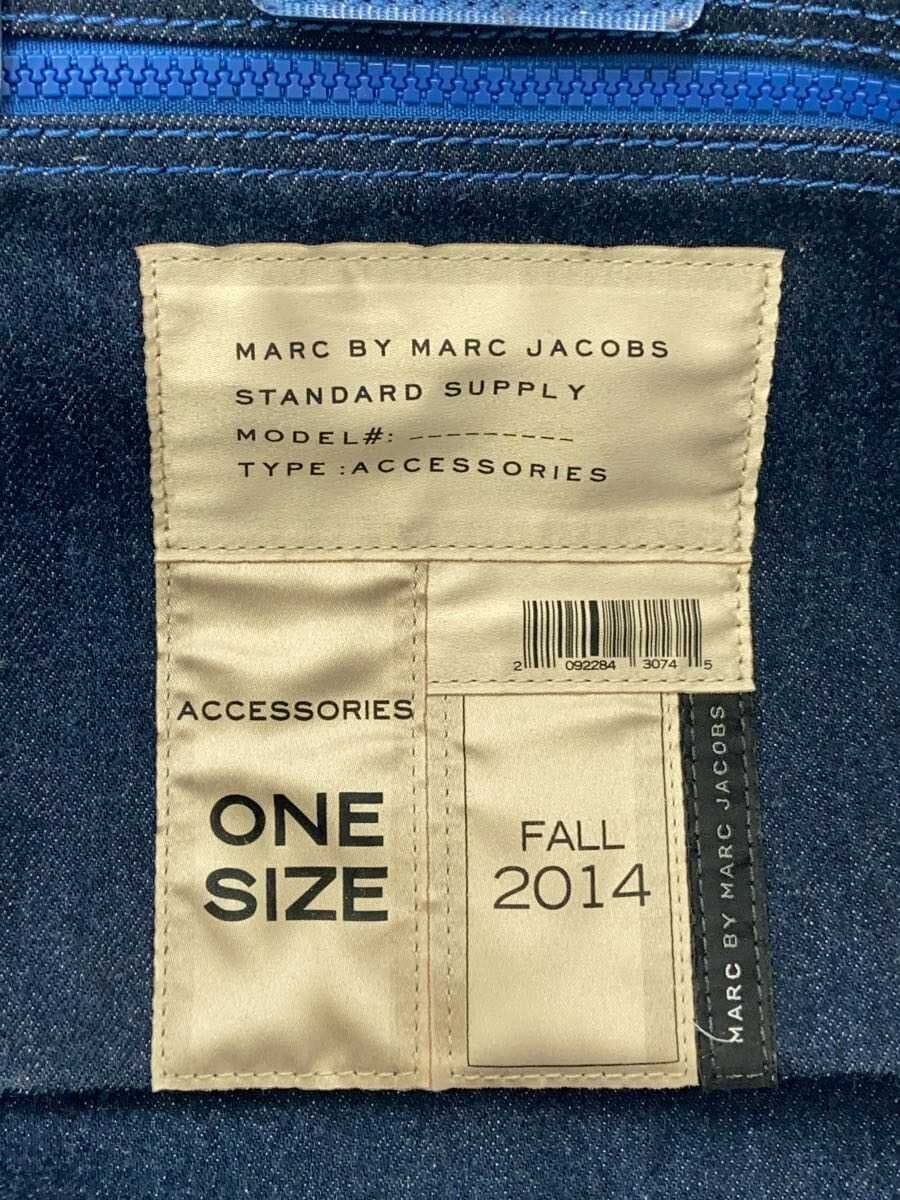 MARC BY MARC JACOBS
STANDARD SUPPLY
MODEL#: ---------
TYPE :ACCESSORIES
2 092284 3074 5
ACCESSORIES
ONE
SIZE
FALL
2014
MARC BY MARC JACOBS